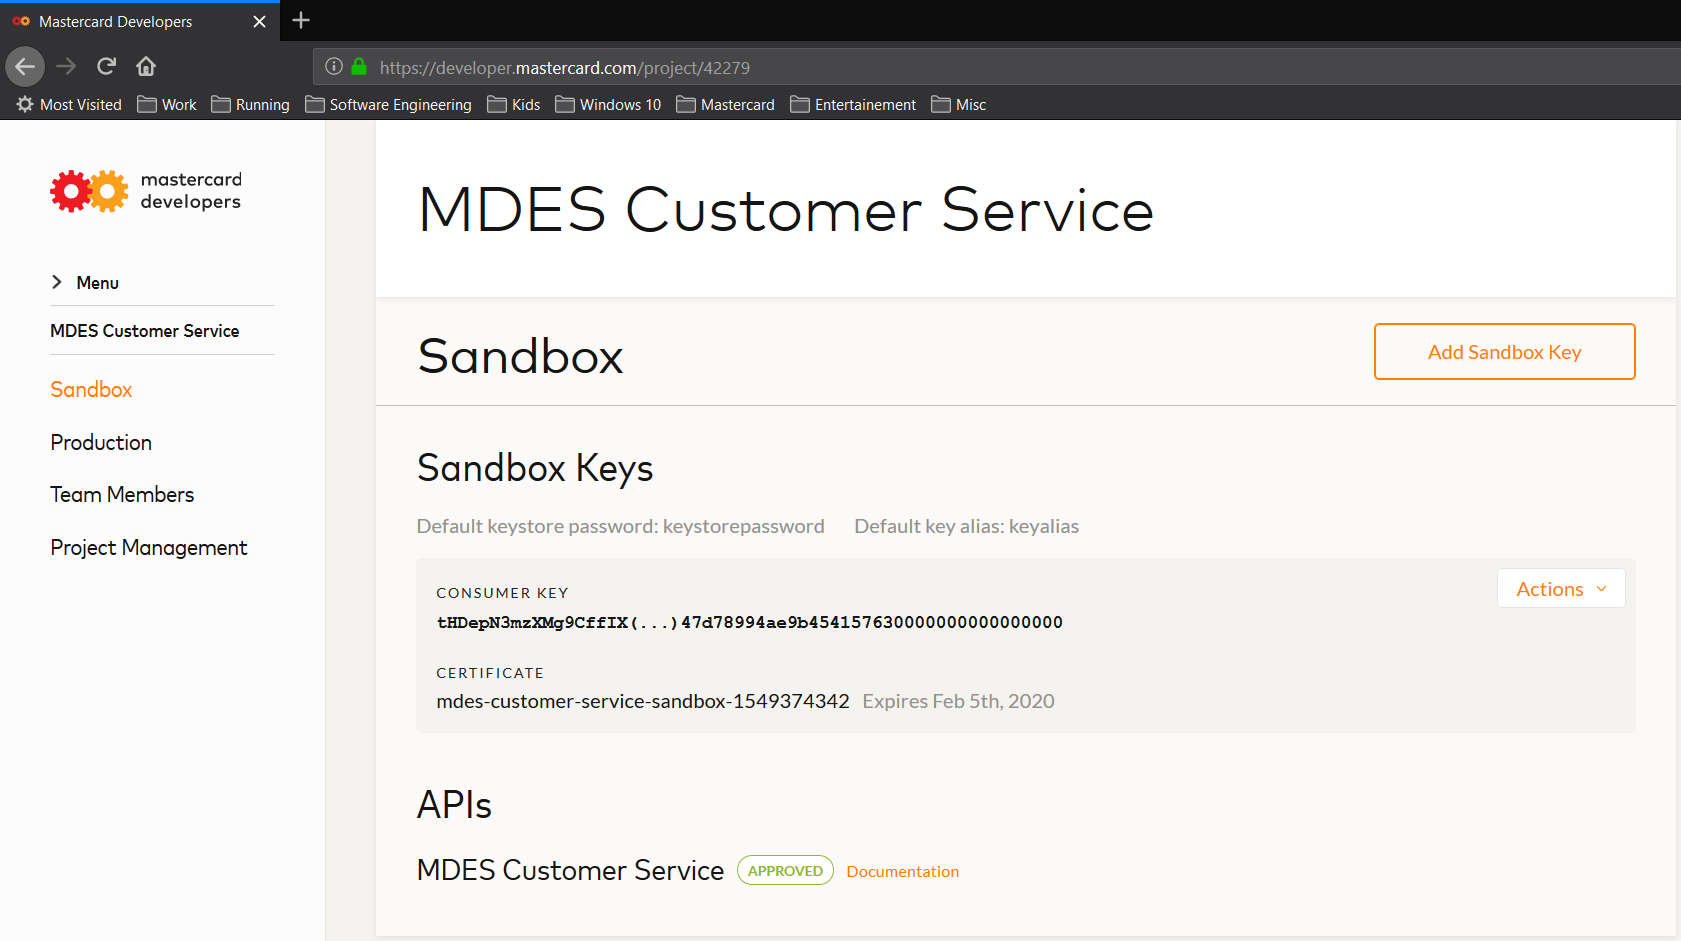 Mastercard Developers
https://developer.mastercard.com/project/42279
Most Visited Work Running Software Engineering Kids Windows 10 Mastercard Entertainement Misc
mastercard
developers
Menu
MDES Customer Service
Sandbox
Production
Team Members
Project Management
MDES Customer Service
Sandbox
Add Sandbox Key
Sandbox Keys
Default keystore password: keystorepassword Default key alias: keyalias
CONSUMER KEY
Actions
tHDepN3mzXMg9CffIX(...)47d78994ae9b454157630000000000000000
CERTIFICATE
mdes-customer-service-sandbox-1549374342 Expires Feb 5th, 2020
APIs
MDES Customer Service APPROVED Documentation